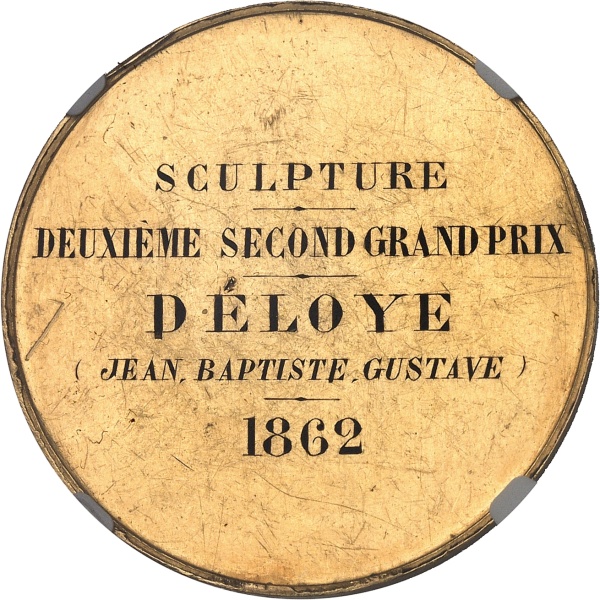 SCULPTURE
DEUXIÈME SECOND GRAND PRIX
DÉLOYE
( JEAN, BAPTISTE, GUSTAVE )
1862